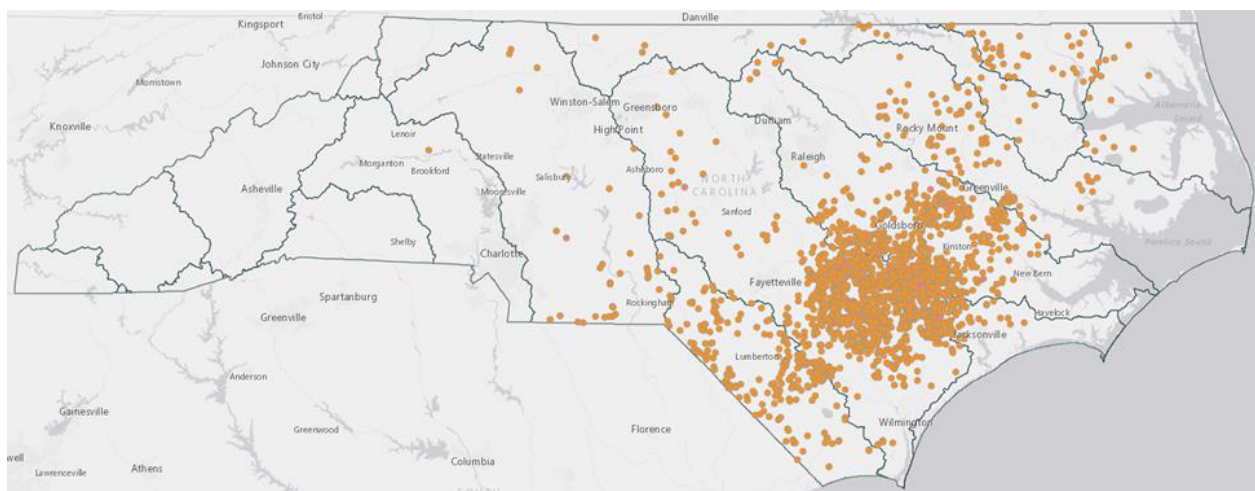 Bristol
Kingsport
Danville
Johnson City
Morristown
Winston-Salem
Greensboro
Knoxville
Durham
High Point
Rocky Mount
Lenoir
Albemarle
Sound
Morganton
Statesville
Raleigh
Brookford
Salisbury
Asheboro
NORTH
CAROLINA
Asheville
Mooresville
Greenville
Sanford
Goldsboro
Shelby
Kinston
Pamlico Sound
Charlotte
New Bern
Fayetteville
Spartanburg
Rockingham
Havelock
Greenville
Jacksonville
Lumberton
Anderson
Gainesville
Wilmington
Greenwood
Florence
well
Athens
Columbia
Lawrenceville